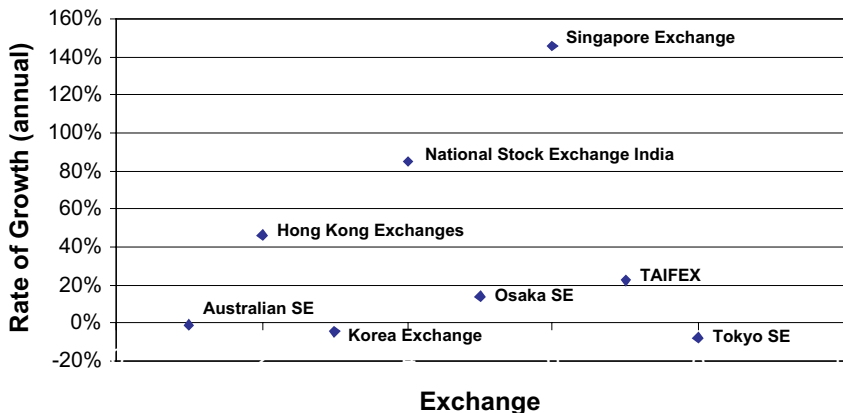 160%
Singapore Exchange
140%
120%
100%
National Stock Exchange India
80%
60%
Hong Kong Exchanges
40%
TAIFEX
20%
Osaka SE
Australian SE
0%
Korea Exchange
Tokyo SE
-20%
Rate of Growth (annual)
Exchange